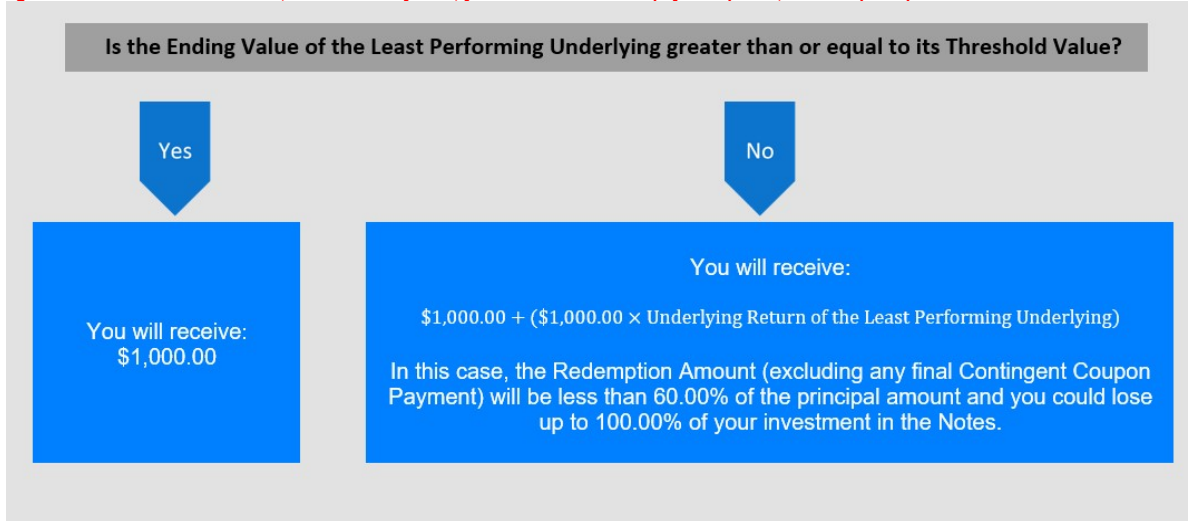 Is the Ending Value of the Least Performing Underlying greater than or equal to its Threshold Value?
Yes
No
You will receive:
$1,000.00
You will receive:
$1,000.00 + ($1,000.00 × Underlying Return of the Least Performing Underlying)
In this case, the Redemption Amount (excluding any final Contingent Coupon
Payment) will be less than 60.00% of the principal amount and you could lose
up to 100.00% of your investment in the Notes.